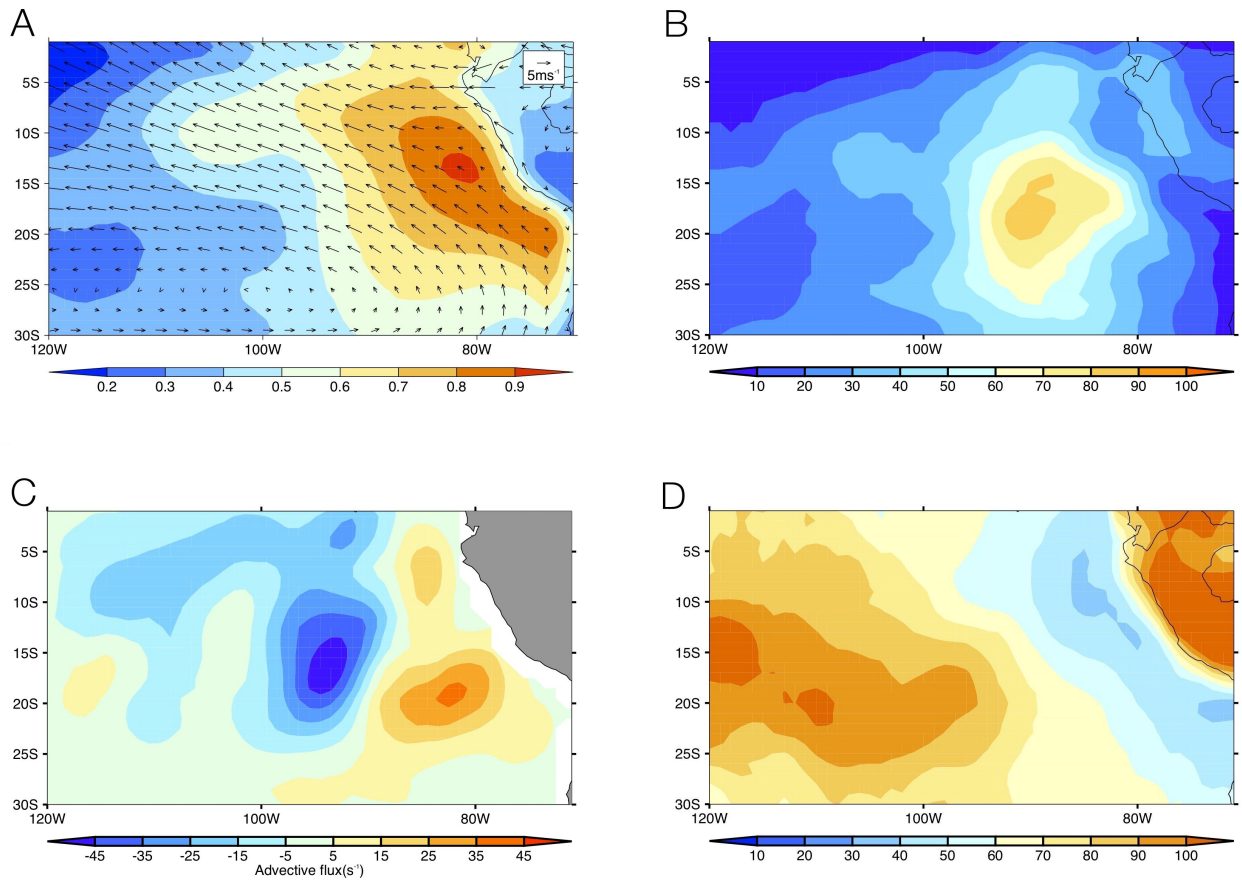 A
5ms⁻¹
5S
10S
15S
20S
25S
30S
120W 100W 80W
0.2 0.3 0.4 0.5 0.6 0.7 0.8 0.9
B
5S
10S
15S
20S
25S
30S
120W 100W 80W
10 20 30 40 50 60 70 80 90 100
C
5S
10S
15S
20S
25S
30S
120W 100W 80W
-45 -35 -25 -15 -5 5 15 25 35 45
Advective flux(s⁻¹)
D
5S
10S
15S
20S
25S
30S
120W 100W 80W
10 20 30 40 50 60 70 80 90 100